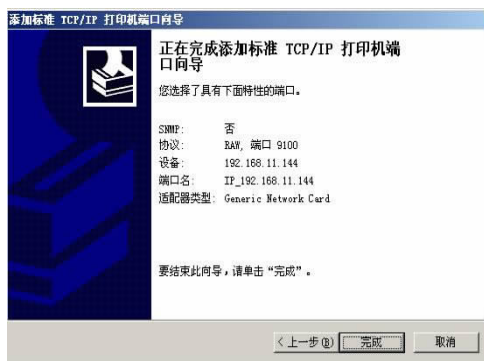 添加标准 TCP/IP 打印机端口向导
正在完成添加标准 TCP/IP 打印机端
口向导
您选择了具有下面特性的端口。
SNMP: 否
协议: RAW, 端口 9100
设备: 192.168.11.144
端口名: IP_192.168.11.144
适配器类型: Generic Network Card
要结束此向导，请单击“完成”。
< 上一步(B) 完成 取消